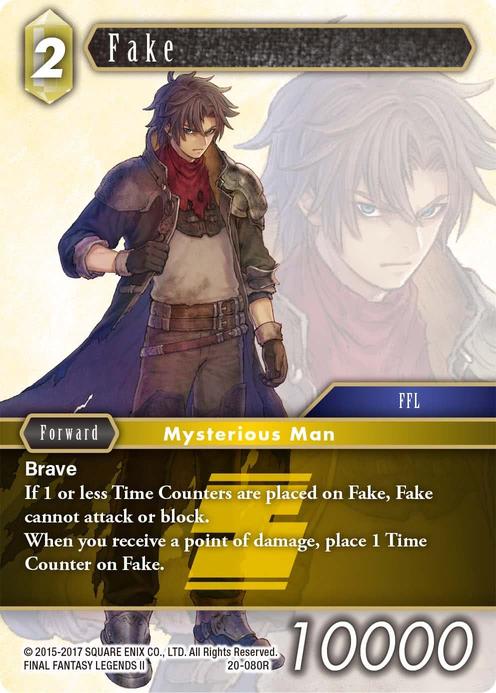 2
Fake
FFL
Forward
Mysterious Man
Brave
If 1 or less Time Counters are placed on Fake, Fake
cannot attack or block.
When you receive a point of damage, place 1 Time
Counter on Fake.
© 2015-2017 SQUARE ENIX CO., LTD. All Rights Reserved.
FINAL FANTASY LEGENDS II
20-080R
10000